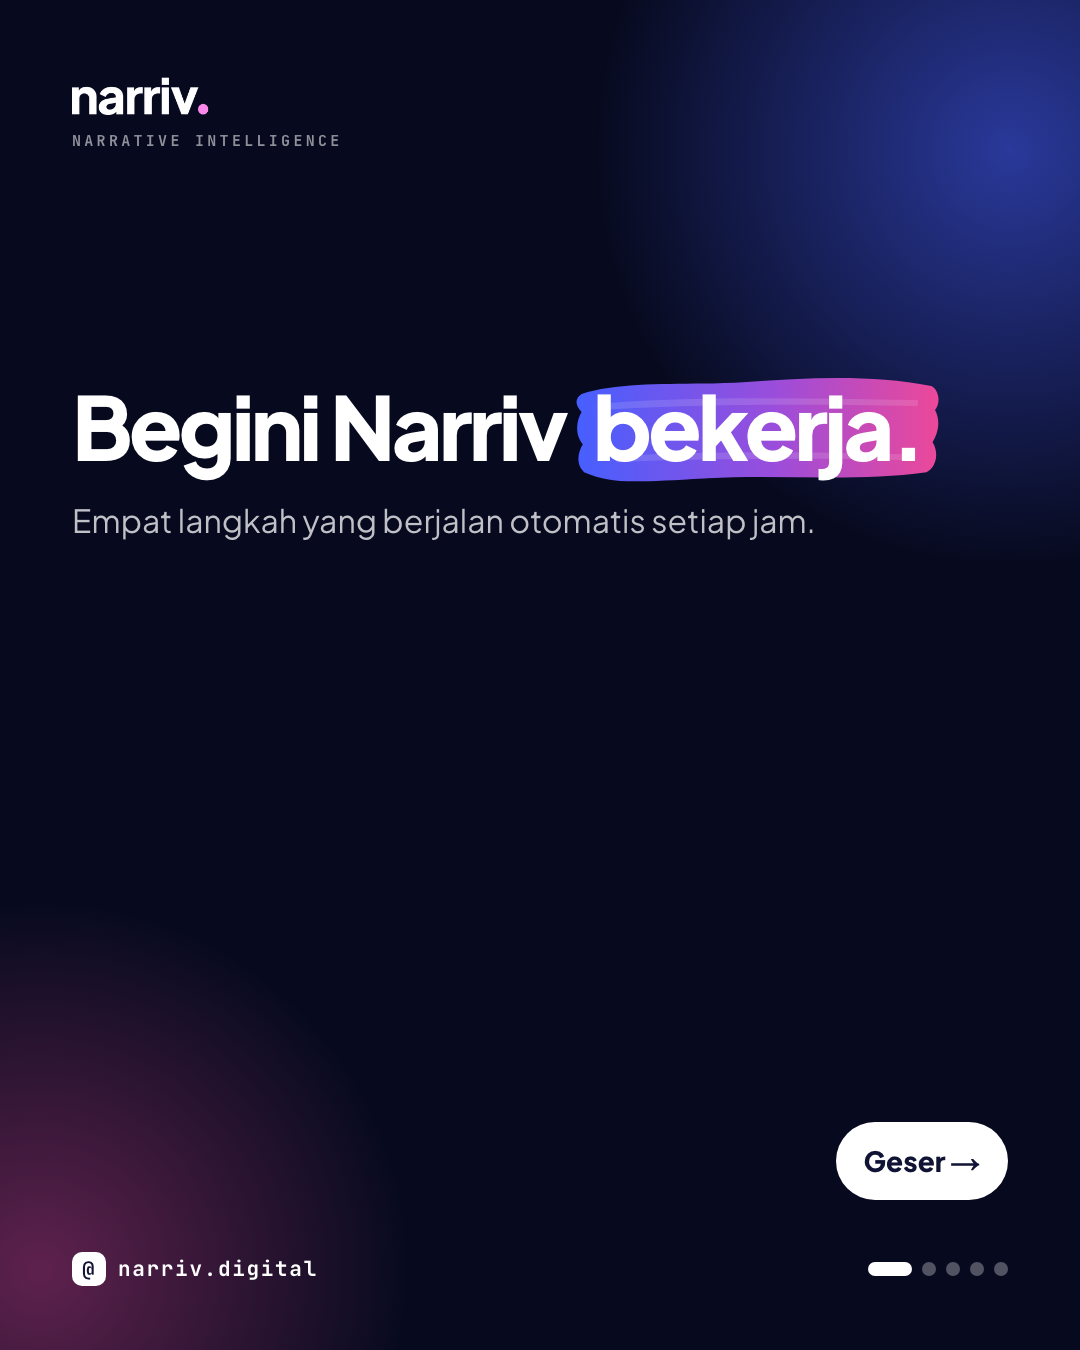 narriv.
NARRATIVE INTELLIGENCE
Begini Narriv bekerja.
Empat langkah yang berjalan otomatis setiap jam.
Geser →
@ narriv.digital